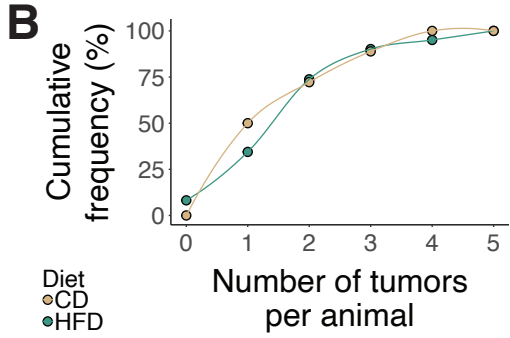 B
Cumulative
frequency (%)
100
75
50
25
0
0 1 2 3 4 5
Number of tumors
per animal
Diet
CD
HFD